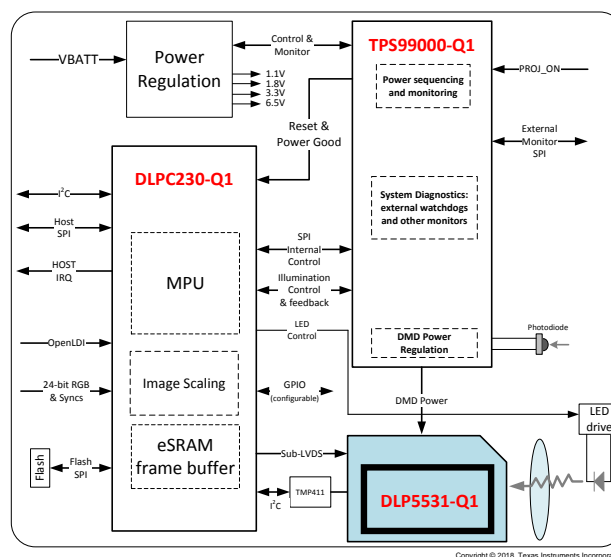 VBATT
Power
Regulation
Control &
Monitor
1.1V
1.8V
3.3V
6.5V
TPS99000-Q1
Power sequencing
and monitoring
PROJ_ON
Reset &
Power Good
External
Monitor
SPI
DLPC230-Q1
System Diagnostics:
external watchdogs
and other monitors
I²C
Host
SPI
HOST
IRQ
MPU
SPI
Internal
Control
Illumination
Control
& feedback
LED
Control
DMD Power
Regulation
Photodiode
OpenLDI
24-bit RGB
& Syncs
Image Scaling
GPIO
(configurable)
DMD Power
LED
drive
eSRAM
frame buffer
Flash
Flash
SPI
Sub-LVDS
I²C
TMP411
DLP5531-Q1
Copyright © 2018, Texas Instruments Incorpora